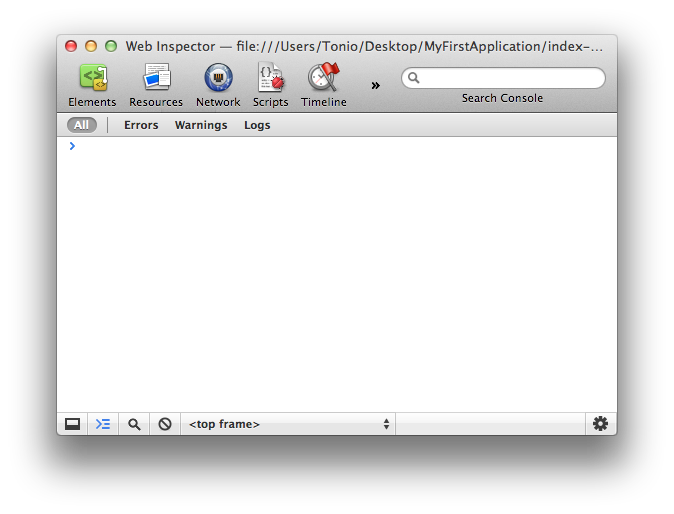 Web Inspector — file:///Users/Tonio/Desktop/MyFirstApplication/index-...
Elements Resources Network Scripts Timeline » Search Console
All Errors Warnings Logs
<top frame>